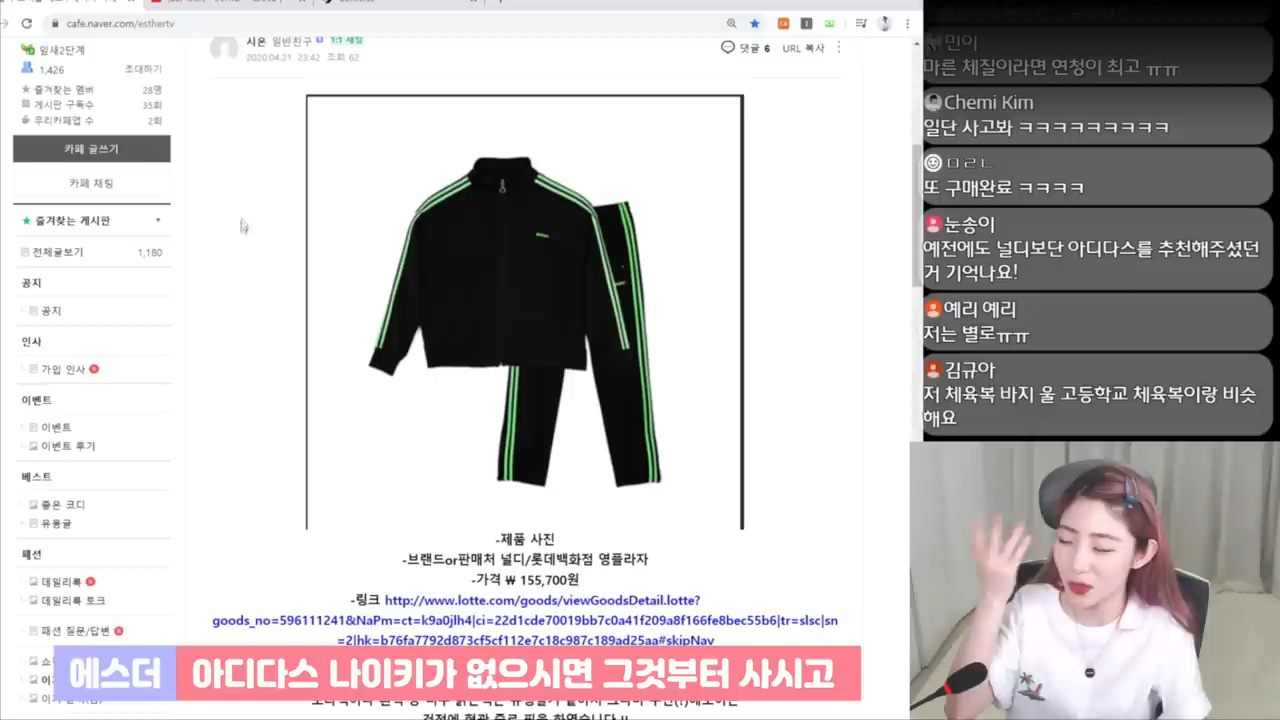 cafe.naver.com/esthertv
잎새2단계
1,426
초대하기
즐겨찾는 멤버 28명
게시판 구독수 35회
우리카페앱 수 2회
카페 글쓰기
카페 채팅
즐겨찾는 게시판
전체글보기 1,180
공지
공지
인사
가입 인사
이벤트
이벤트
이벤트 후기
베스트
좋은 코디
유용글
패션
데일리룩
데일리룩 토크
패션 질문/답변
시온 일반친구 1:1 채팅
2020.04.21 23:42 조회 62
댓글 6 URL 복사
-제품 사진
-브랜드or판매처 널디/롯데백화점 영플라자
-가격 ₩ 155,700원
-링크 http://www.lotte.com/goods/viewGoodsDetail.lotte?
goods_no=596111241&NaPm=ct=k9a0jlh4|ci=22d1cde70019bb7c0a41f209a8f166fe8bec55b6|tr=slsc|sn
=2|hk=b76fa7792d873cf5cf112e7c18c987c189ad25aa#skipNav
에스더 아디다스 나이키가 없으시면 그것부터 사시고
민이
마른 체질이라면 연청이 최고 ㅠㅠ
Chemi Kim
일단 사고봐 ㅋㅋㅋㅋㅋㅋㅋㅋㅋ
ㅁㄹㄴ
또 구매완료 ㅋㅋㅋㅋ
눈송이
예전에도 널디보단 아디다스를 추천해주셨던
거 기억나요!
예리 예리
저는 별로ㅠㅠ
김규아
저 체육복 바지 울 고등학교 체육복이랑 비슷
해요